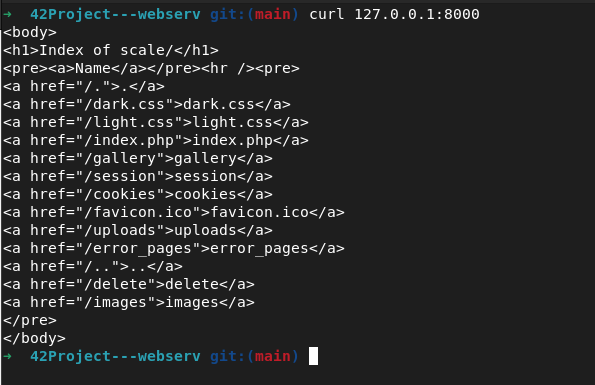 ➜  42Project---webserv git:(main) curl 127.0.0.1:8000
<body>
<h1>Index of scale/</h1>
<pre><a>Name</a></pre><hr /><pre>
<a href="/.">.</a>
<a href="/dark.css">dark.css</a>
<a href="/light.css">light.css</a>
<a href="/index.php">index.php</a>
<a href="/gallery">gallery</a>
<a href="/session">session</a>
<a href="/cookies">cookies</a>
<a href="/favicon.ico">favicon.ico</a>
<a href="/uploads">uploads</a>
<a href="/error_pages">error_pages</a>
<a href="/..">..</a>
<a href="/delete">delete</a>
<a href="/images">images</a>
</pre>
</body>
➜  42Project---webserv git:(main)